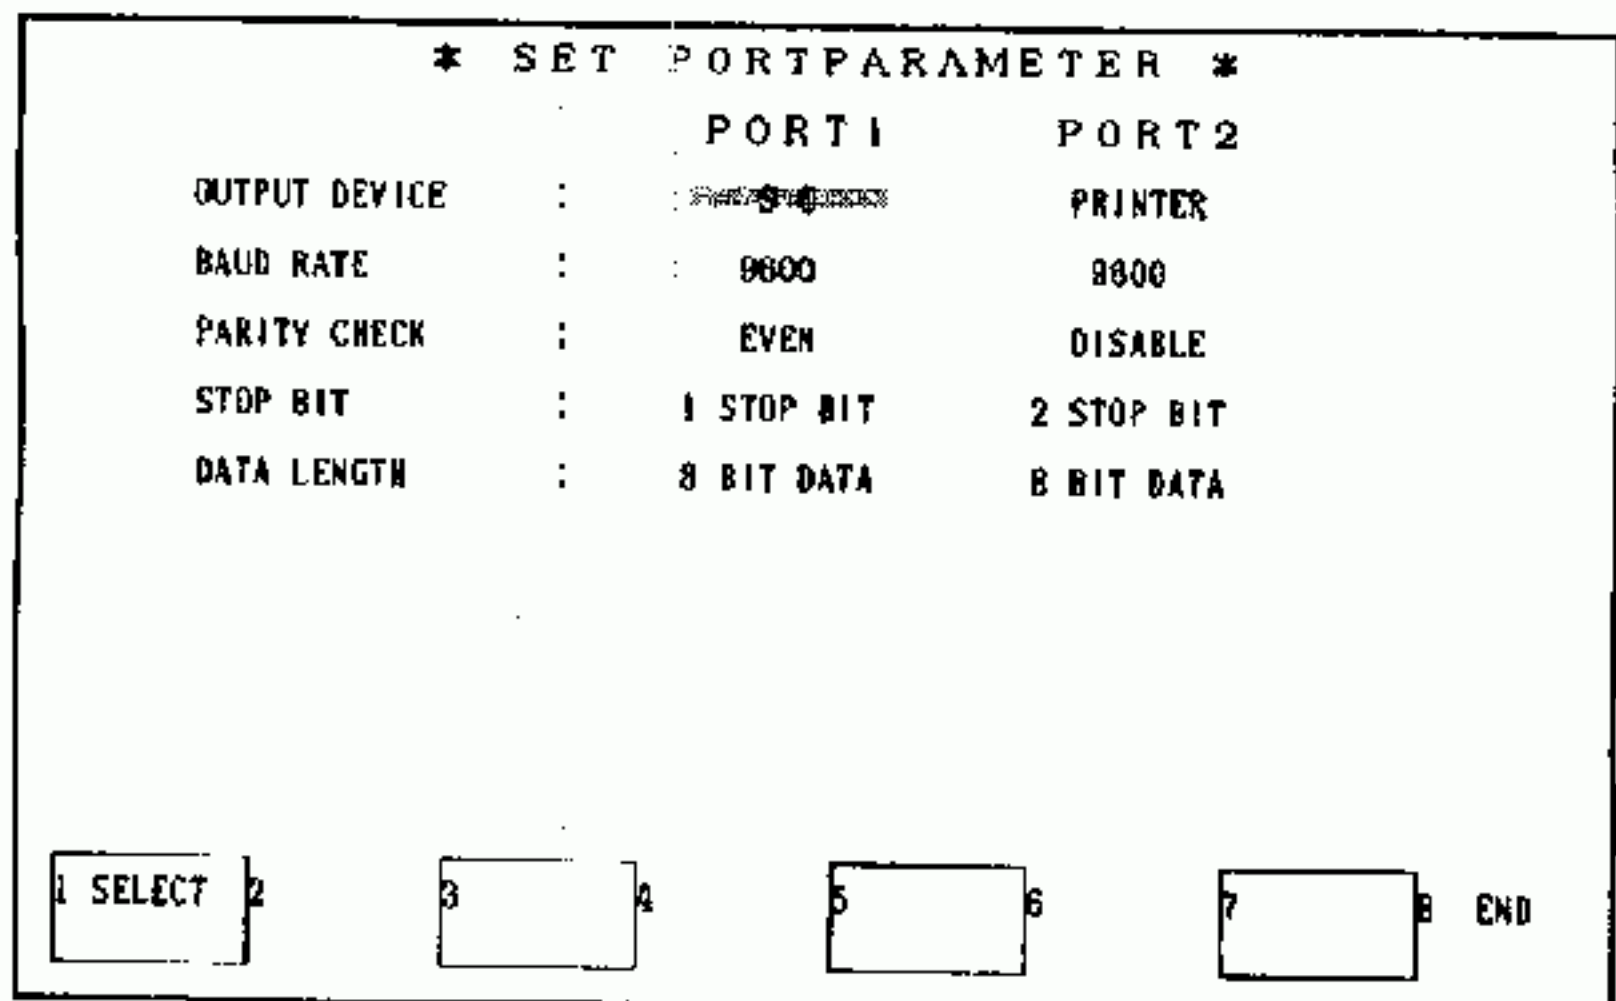 * SET PORTPARAMETER *
PORT1 PORT2
OUTPUT DEVICE : PRINTER
BAUD RATE : 9600 9600
PARITY CHECK : EVEN DISABLE
STOP BIT : 1 STOP BIT 2 STOP BIT
DATA LENGTH : 8 BIT DATA 8 BIT DATA
1 SELECT 2 3 4 5 6 7 8 END